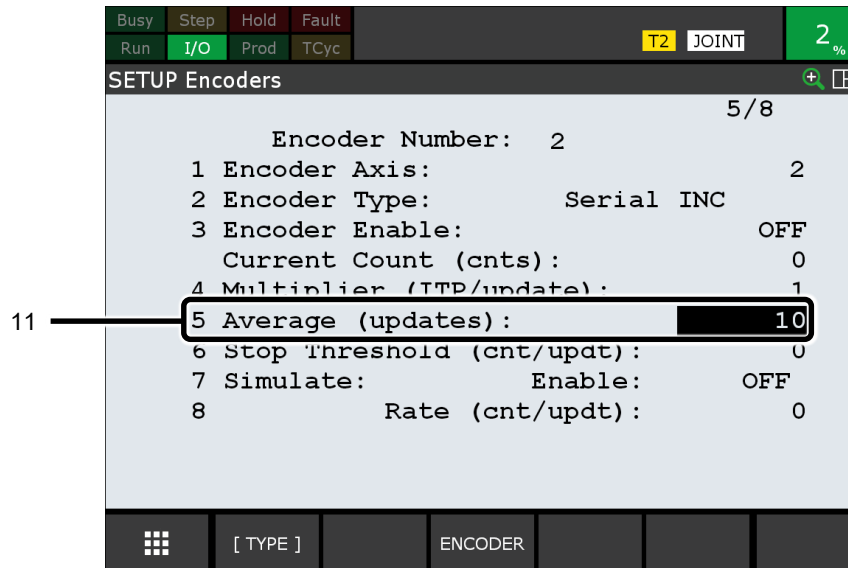 Busy Step Hold Fault
Run I/O Prod TCyc T2 JOINT 2 %
SETUP Encoders
5/8
Encoder Number: 2
1 Encoder Axis: 2
2 Encoder Type: Serial INC
3 Encoder Enable: OFF
Current Count (cnts): 0
4 Multiplier (ITP/update): 1
11 5 Average (updates): 10
6 Stop Threshold (cnt/updt): 0
7 Simulate: Enable: OFF
8 Rate (cnt/updt): 0
[ TYPE ] ENCODER